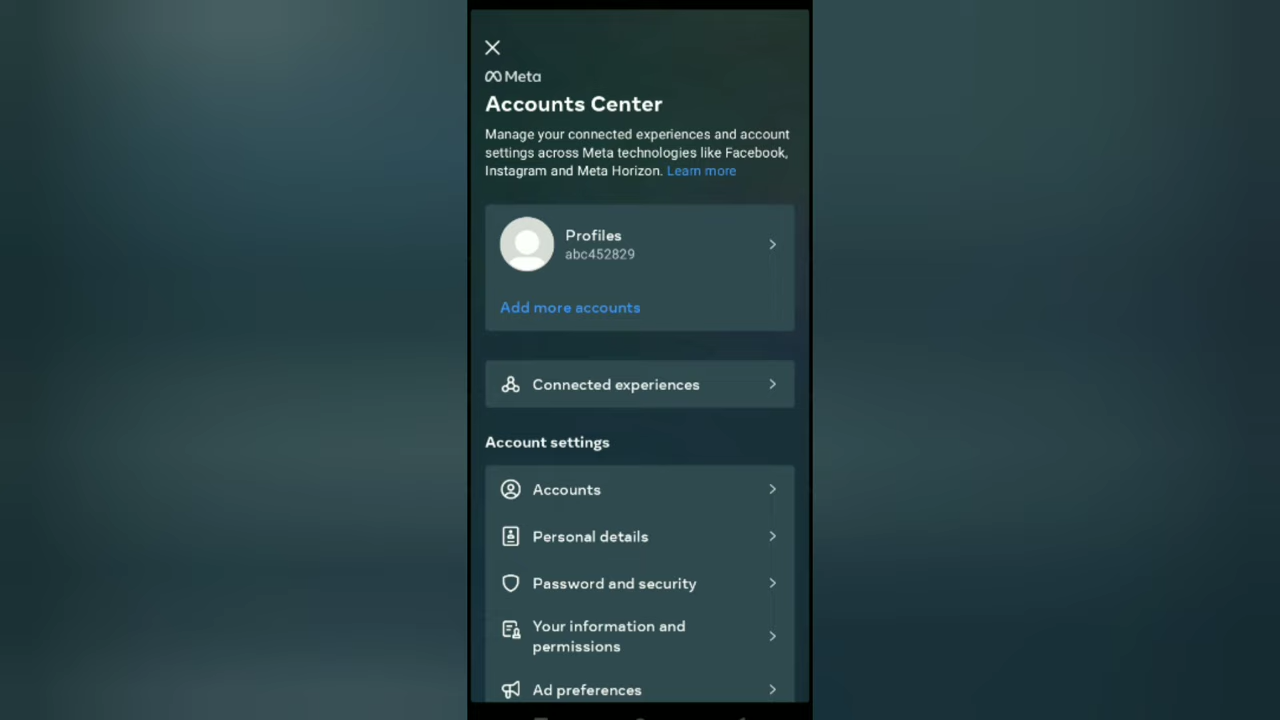 Meta
Accounts Center
Manage your connected experiences and account
settings across Meta technologies like Facebook,
Instagram and Meta Horizon. Learn more
Profiles
abc452829
Add more accounts
Connected experiences
Account settings
Accounts
Personal details
Password and security
Your information and
permissions
Ad preferences